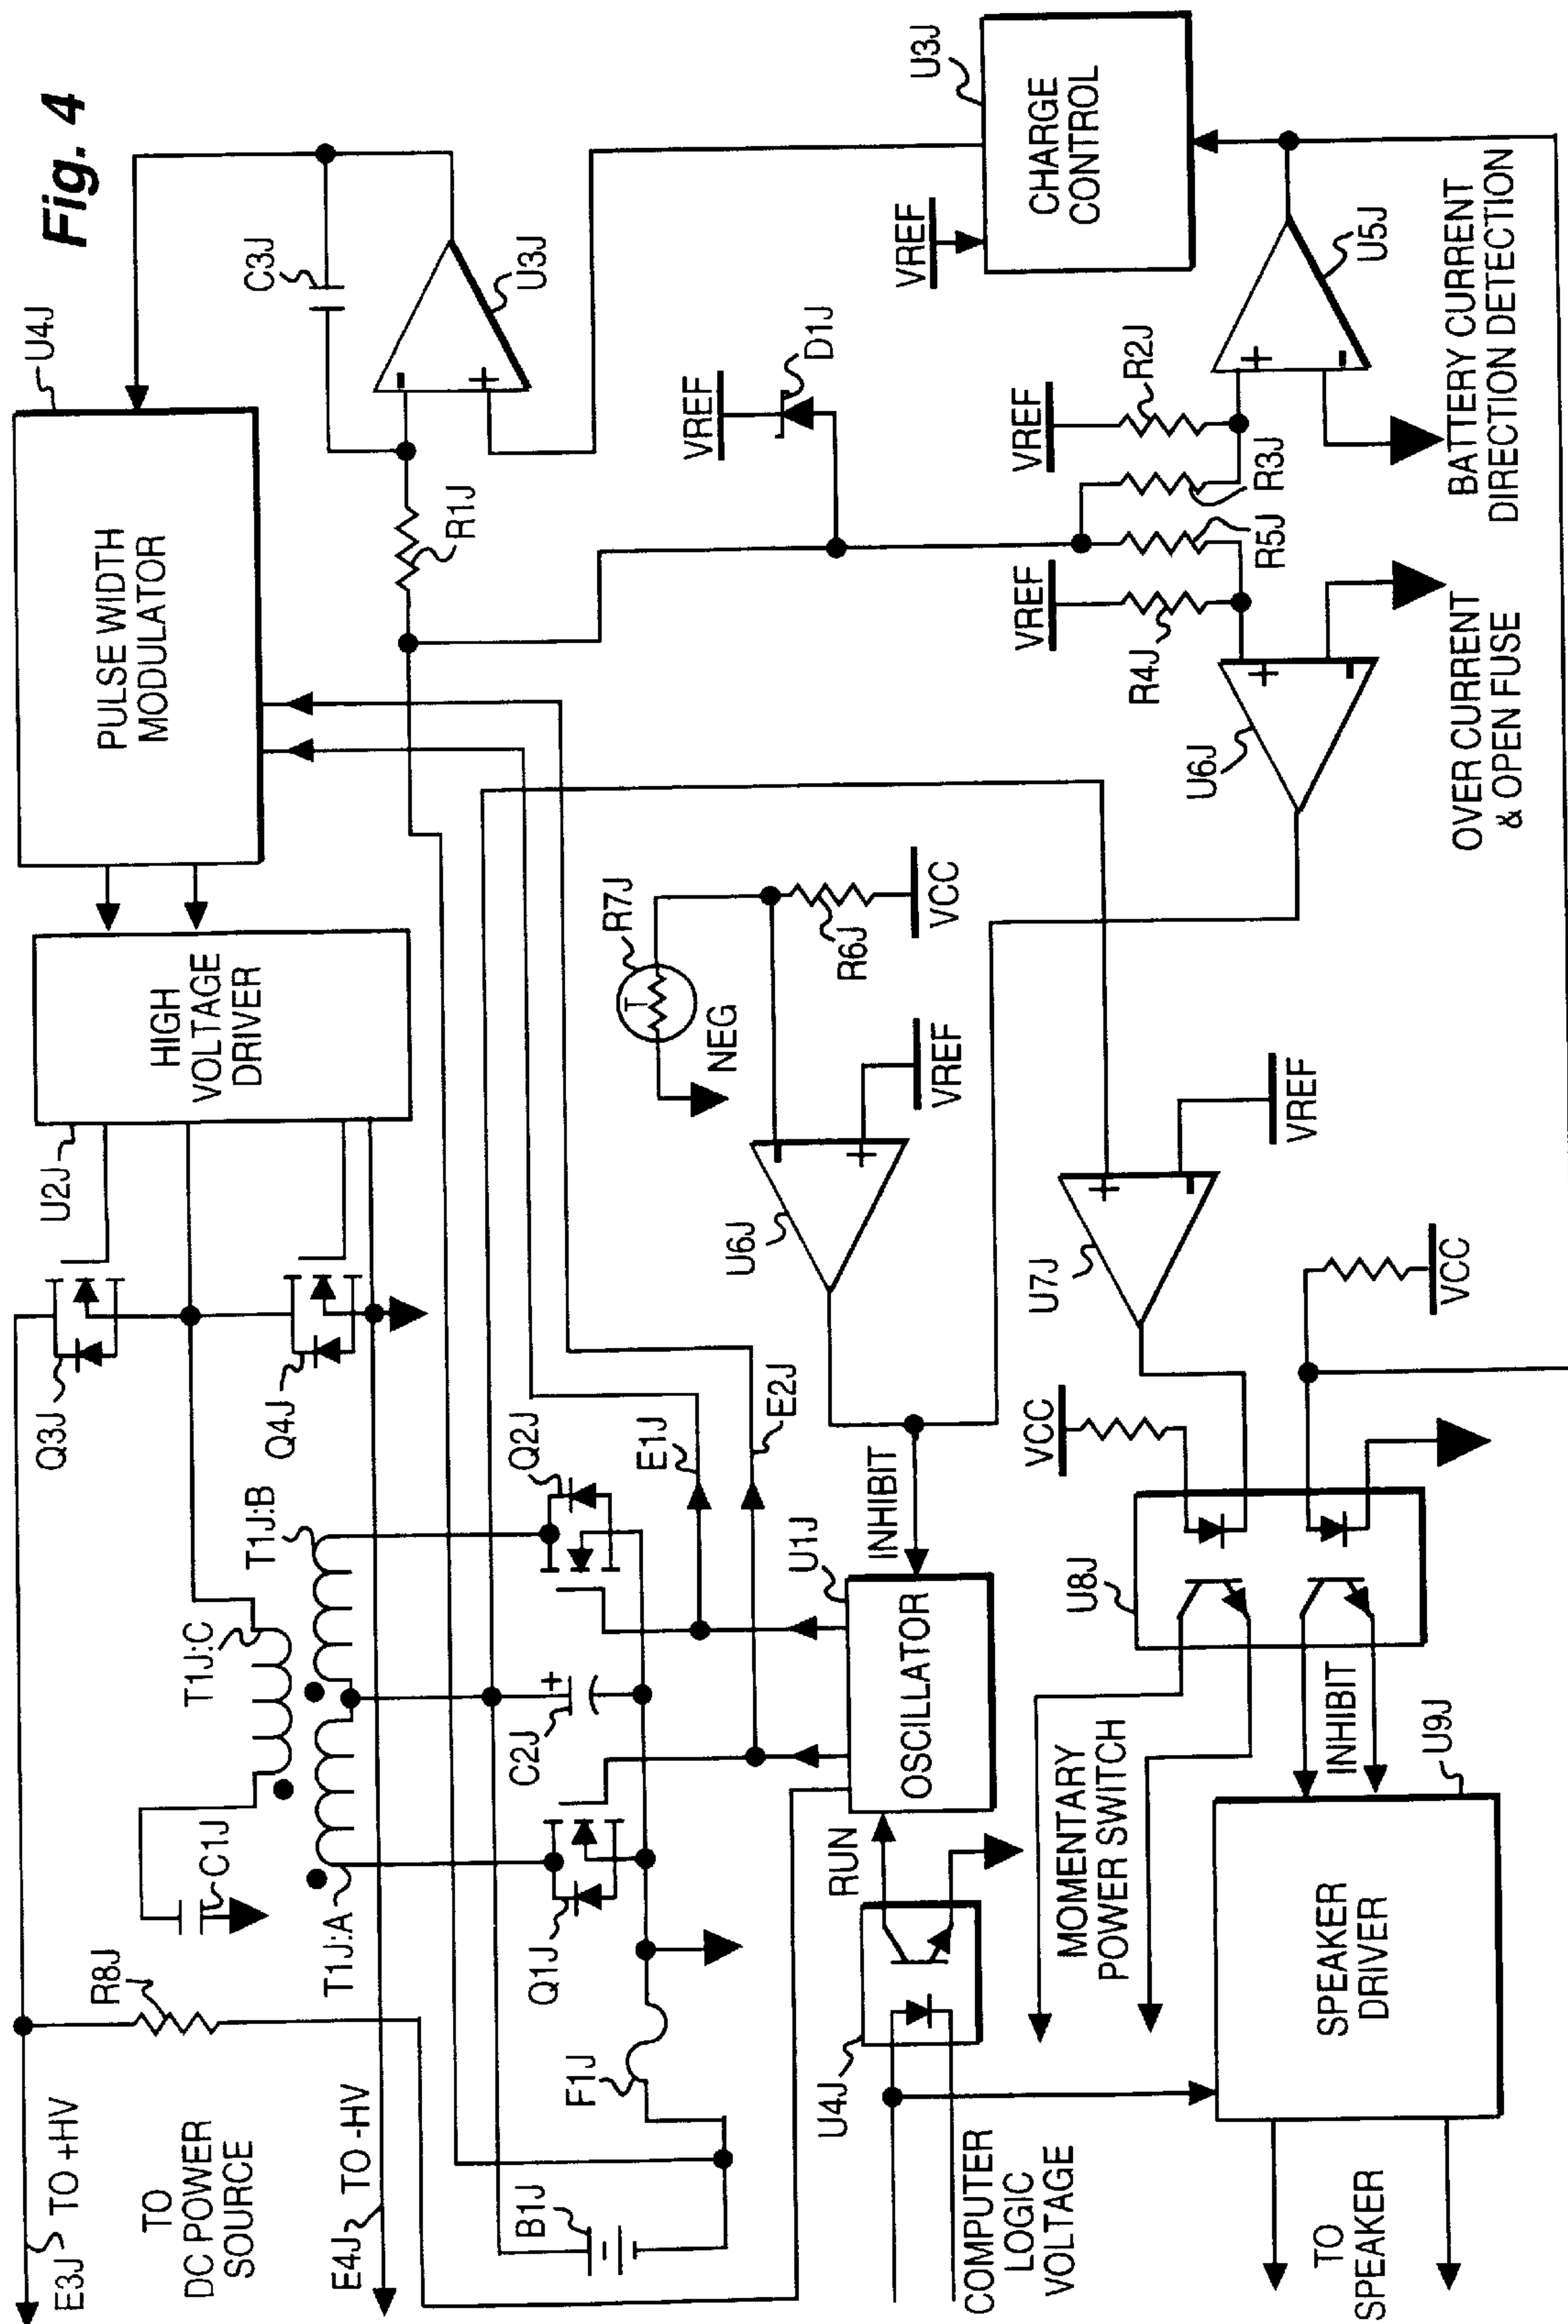 Fig. 4
E3J
TO +HV
TO
DC POWER
SOURCE
E4J
TO -HV
R8J
C1J
T1J:A
T1J:C
T1J:B
Q3J
Q4J
U2J
HIGH
VOLTAGE
DRIVER
PULSE WIDTH
MODULATOR
U4J
C3J
U3J
R1J
B1J
F1J
Q1J
C2J
+
Q2J
E1J
E2J
R7J
T
NEG
R6J
VCC
VREF
U6J
-
+
-
+
VREF
D1J
VREF
U3J
CHARGE
CONTROL
VREF
R2J
R3J
R5J
VREF
R4J
+
-
U5J
BATTERY CURRENT
DIRECTION DETECTION
+
-
U6J
OVER CURRENT
& OPEN FUSE
U4J
RUN
OSCILLATOR
U1J
INHIBIT
COMPUTER
LOGIC
VOLTAGE
MOMENTARY
POWER SWITCH
U8J
VCC
U7J
+
-
VREF
VCC
INHIBIT
U9J
SPEAKER
DRIVER
TO
SPEAKER